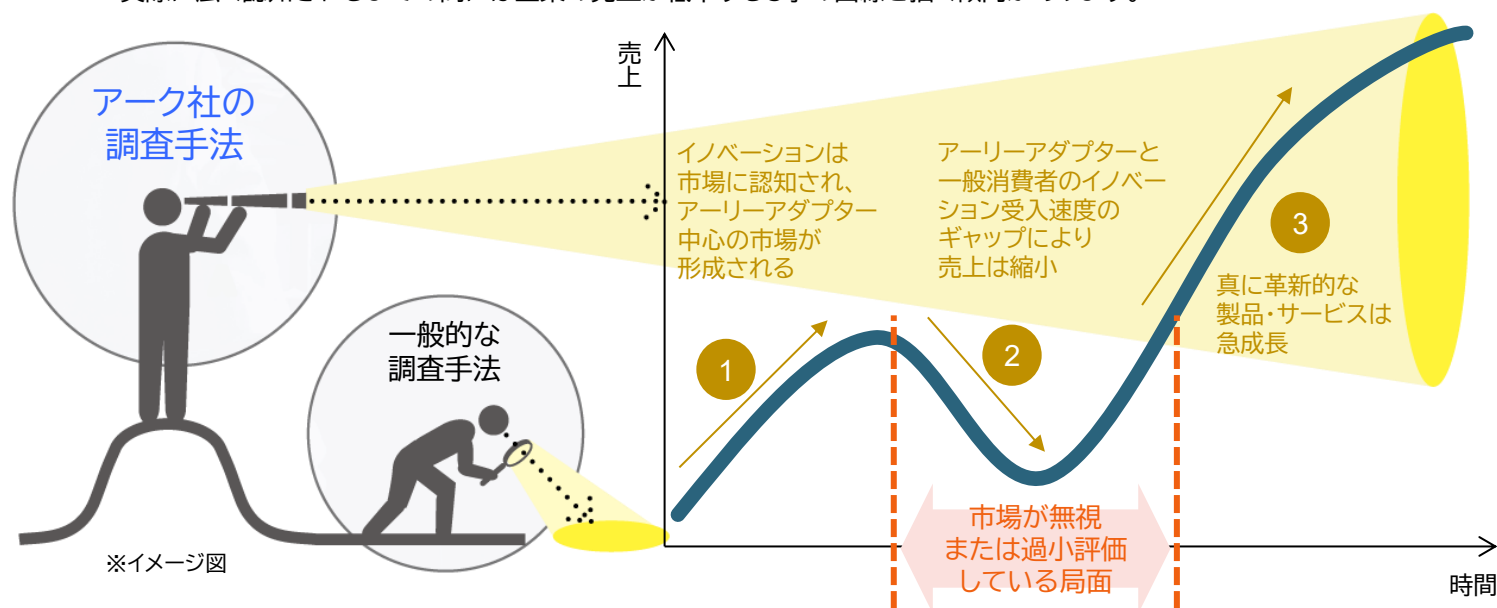 アーク社の
調査手法
一般的な
調査手法
※イメージ図
売上
イノベーションは
市場に認知され、
アーリーアダプター
中心の市場が
形成される
1
アーリーアダプターと
一般消費者のイノベー
ション受入速度の
ギャップにより
売上は縮小
2
3
真に革新的な
製品・サービスは
急成長
市場が無視
または過小評価
している局面
時間